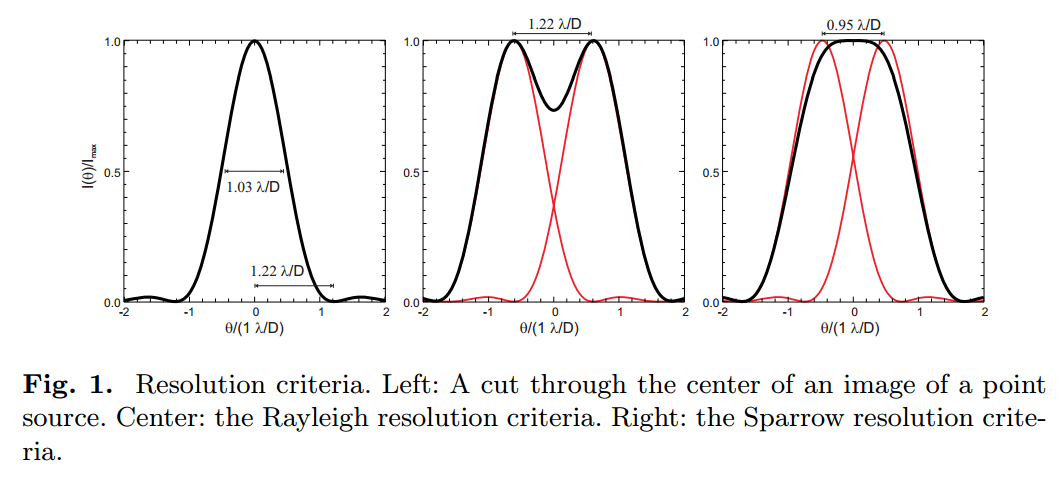 1.22 λ/D
0.95 λ/D
1.0
1.0
1.0
I(θ)/Imax
0.5
0.5
0.5
1.03 λ/D
1.22 λ/D
0.0
0.0
0.0
-2 -1 0 1 2
-2 -1 0 1 2
-2 -1 0 1 2
θ/(1 λ/D)
θ/(1 λ/D)
θ/(1 λ/D)
Fig. 1. Resolution criteria. Left: A cut through the center of an image of a point
source. Center: the Rayleigh resolution criteria. Right: the Sparrow resolution crite-
ria.